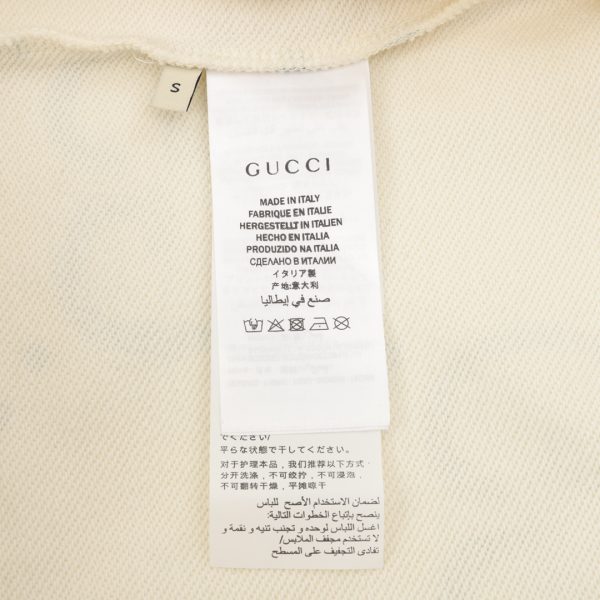 S
GUCCI
MADE IN ITALY
FABRIQUE EN ITALIE
HERGESTELLT IN ITALIEN
HECHO EN ITALIA
PRODUZIDO NA ITALIA
СДЕЛАНО В ИТАЛИИ
イタリア製
产地:意大利
صنع في إيطاليا
でください/
平らな状態で干してください。
对于护理本品，我们推荐以下方式：
分开洗涤，不可绞拧，不可浸泡，
不可翻转干燥，平摊晾干
لضمان الاستخدام الأصح للباس
ينصح بإتباع الخطوات التالية:
اغسل اللباس لوحده و تجنب تنيه و نقعة و
لا تستخدم مجفف الملابس/
تفادى التجفيف على المسطح